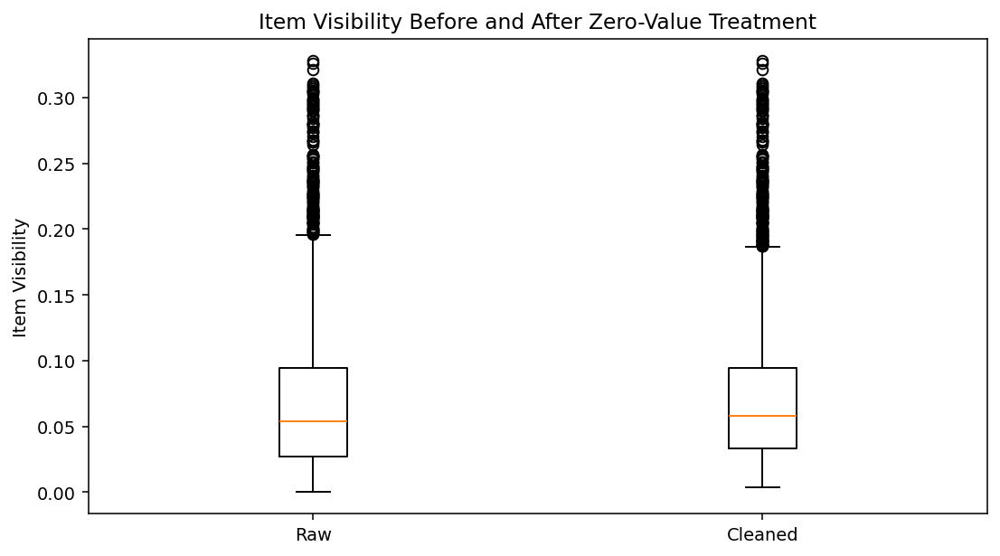 Item Visibility Before and After Zero-Value Treatment
Item Visibility
0.30
0.25
0.20
0.15
0.10
0.05
0.00
Raw
Cleaned